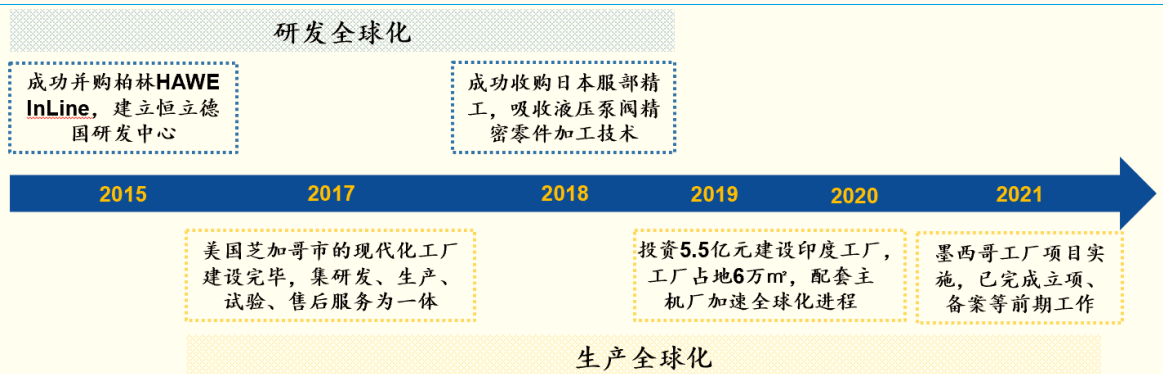 研发全球化
成功并购柏林HAWE
InLine，建立恒立德
国研发中心
成功收购日本服部精
工，吸收液压泵阀精
密零件加工技术
2015
2017
2018
2019
2020
2021
美国芝加哥市的现代化工厂
建设完毕，集研发、生产、
试验、售后服务为一体
投资5.5亿元建设印度工厂，
工厂占地6万㎡，配套主
机厂加速全球化进程
墨西哥工厂项目实
施，已完成立项、
备案等前期工作
生产全球化